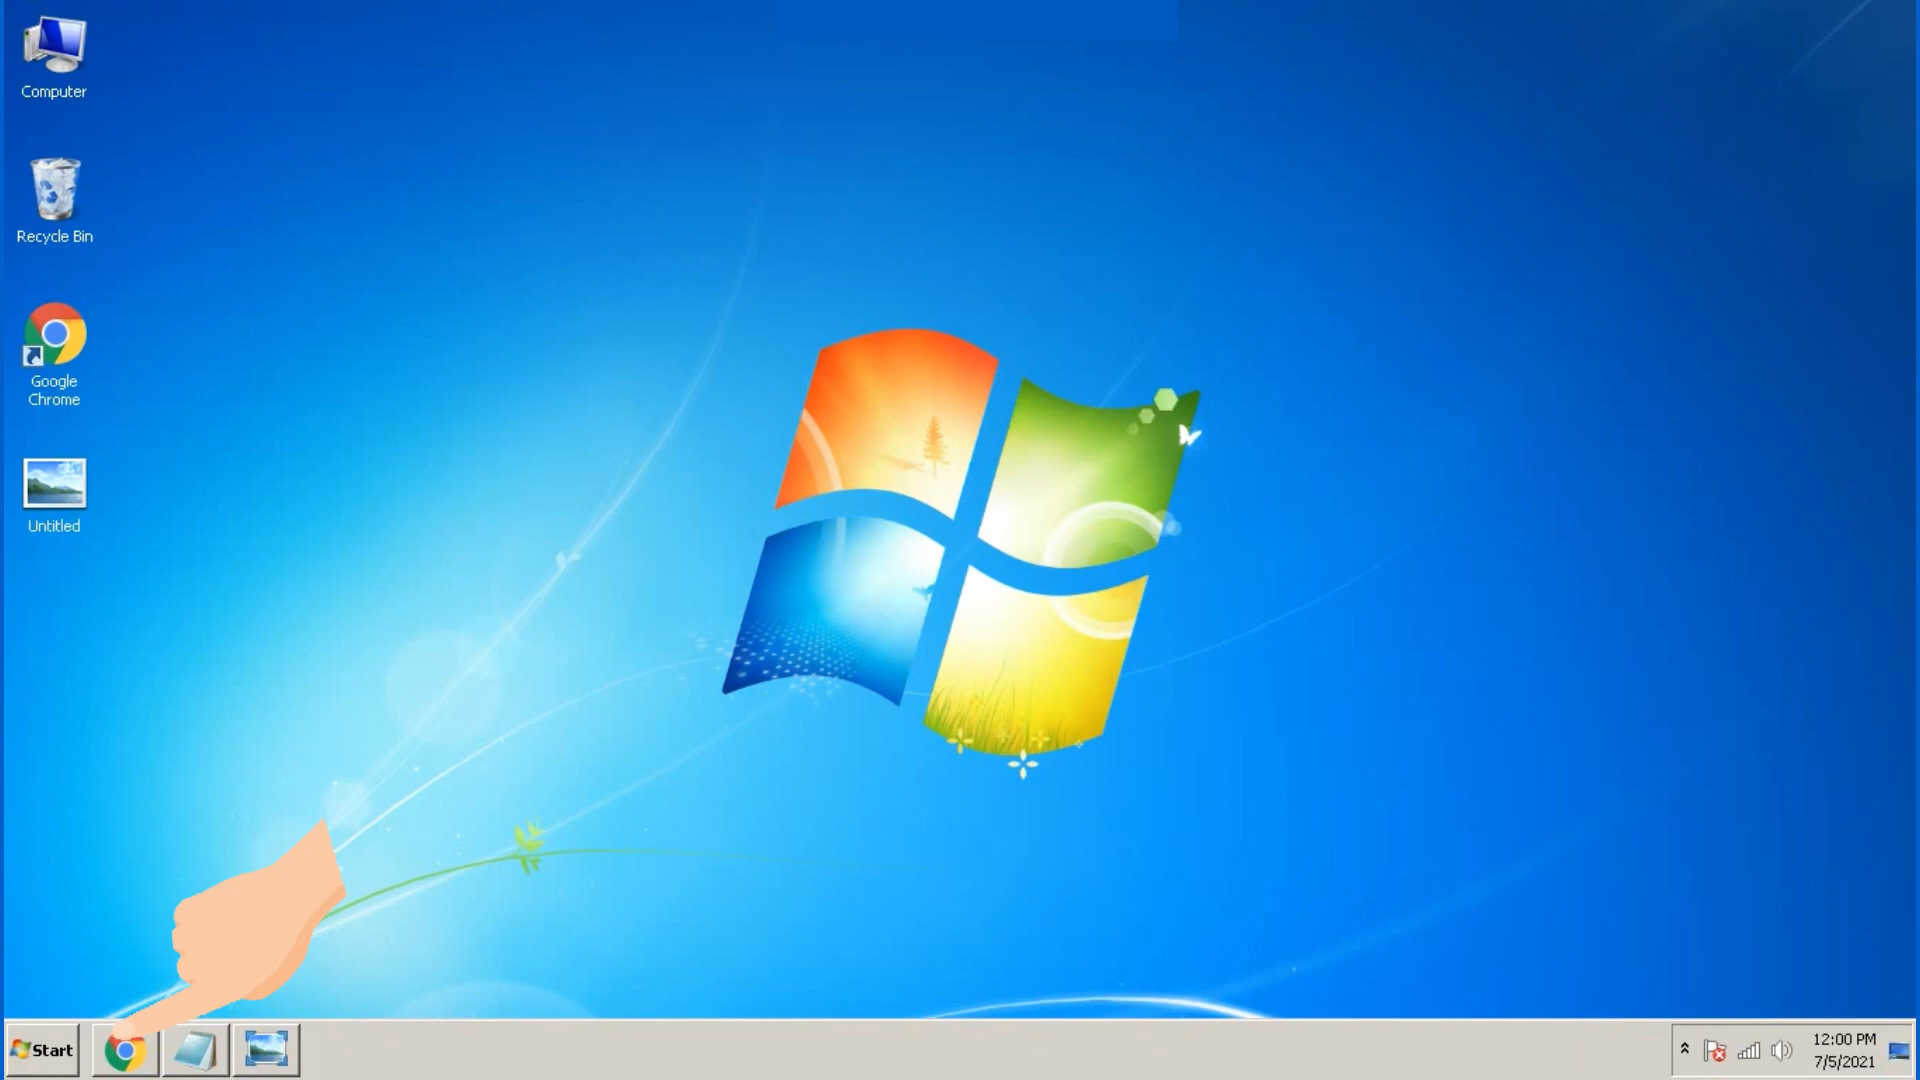 Computer
Recycle Bin
Google
Chrome
Untitled
Start
12:00 PM
7/5/2021